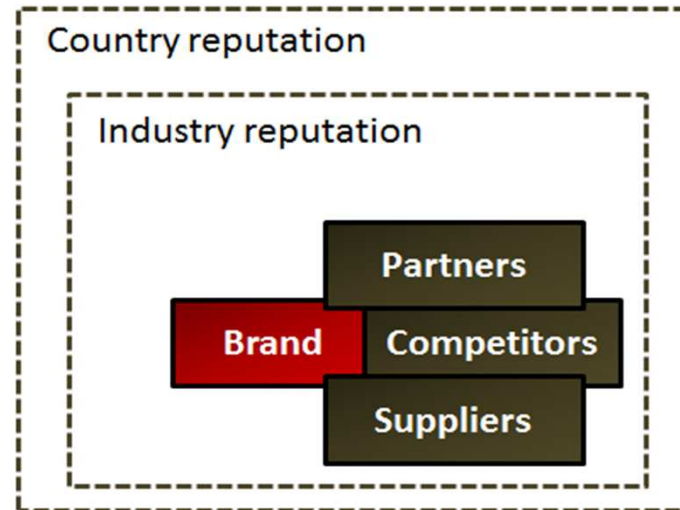 Country reputation
Industry reputation
Partners
Brand Competitors
Suppliers